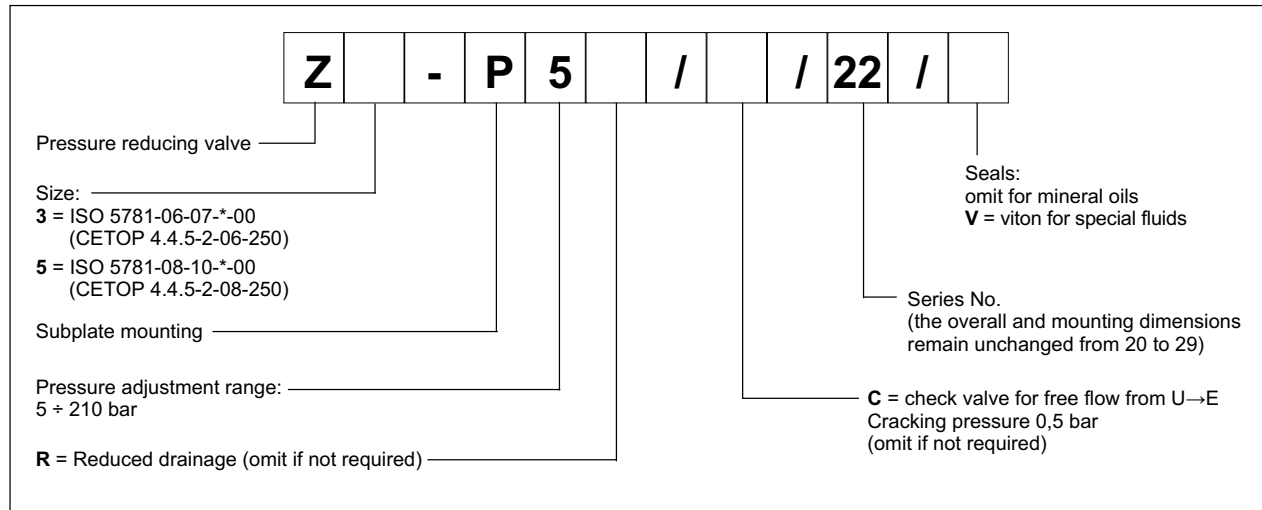 Z - P 5 / / 22 /
Pressure reducing valve
Size:
3 = ISO 5781-06-07-*-00
(CETOP 4.4.5-2-06-250)
5 = ISO 5781-08-10-*-00
(CETOP 4.4.5-2-08-250)
Subplate mounting
Pressure adjustment range:
5 ÷ 210 bar
R = Reduced drainage (omit if not required)
Seals:
omit for mineral oils
V = viton for special fluids
Series No.
(the overall and mounting dimensions
remain unchanged from 20 to 29)
C = check valve for free flow from U→E
Cracking pressure 0,5 bar
(omit if not required)